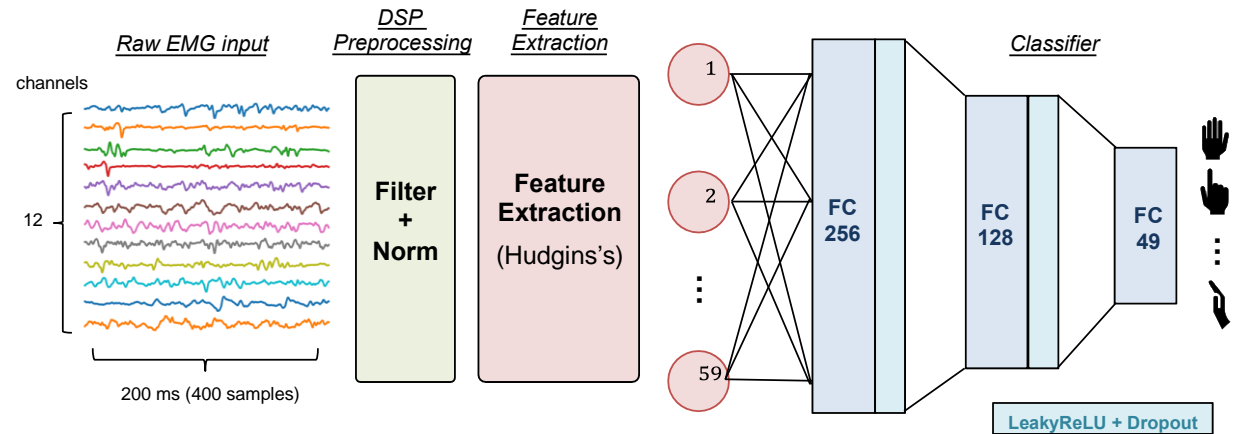 Raw EMG input
DSP
Preprocessing
Feature
Extraction
Classifier
channels
12
200 ms (400 samples)
Filter
+
Norm
Feature
Extraction
(Hudgins's)
1
2
⋮
59
FC
256
FC
128
FC
49
⋮
LeakyReLU + Dropout